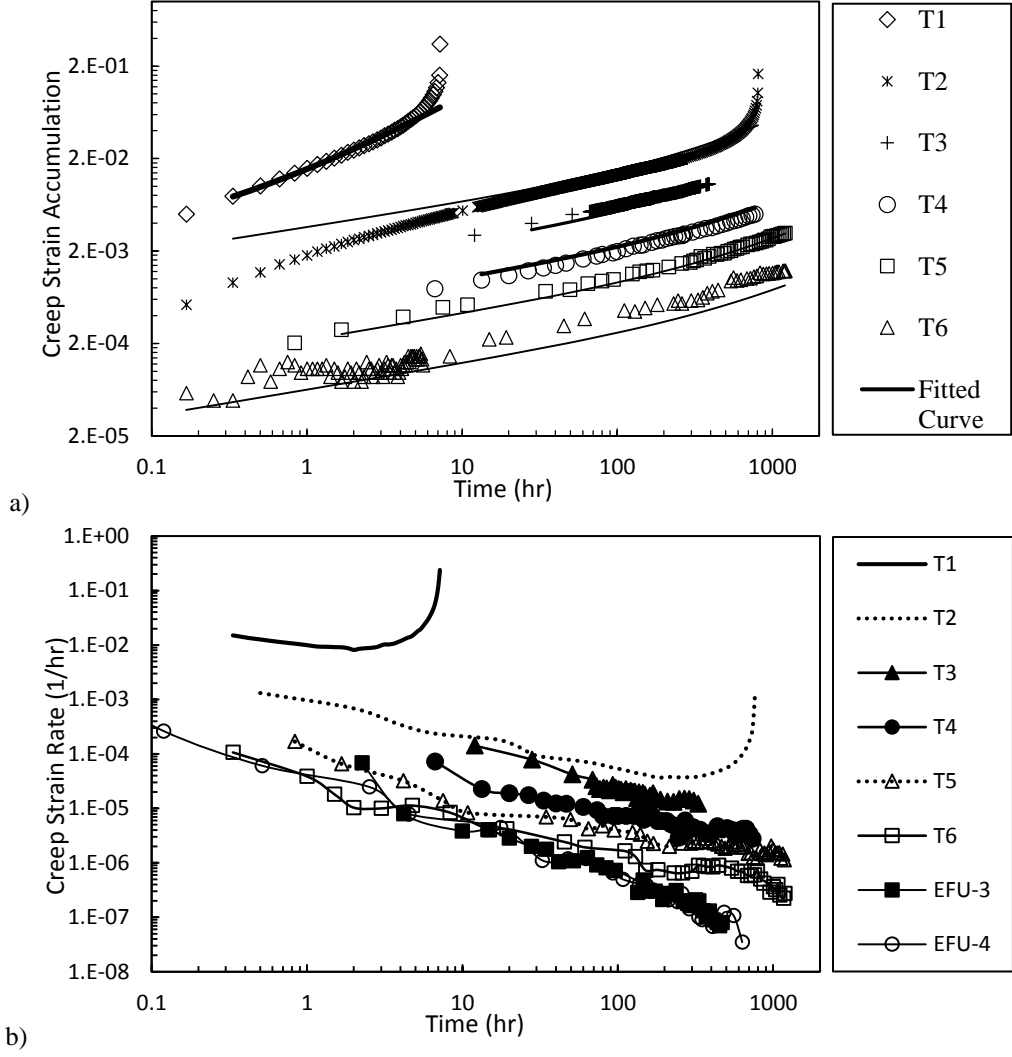 2.E-01
2.E-02
2.E-03
2.E-04
2.E-05
Creep Strain Accumulation
0.1 1 10 100 1000
Time (hr)
T1
T2
T3
T4
T5
T6
Fitted
Curve
a)
1.E+00
1.E-01
1.E-02
1.E-03
1.E-04
1.E-05
1.E-06
1.E-07
1.E-08
Creep Strain Rate (1/hr)
0.1 1 10 100 1000
Time (hr)
T1
T2
T3
T4
T5
T6
EFU-3
EFU-4
b)